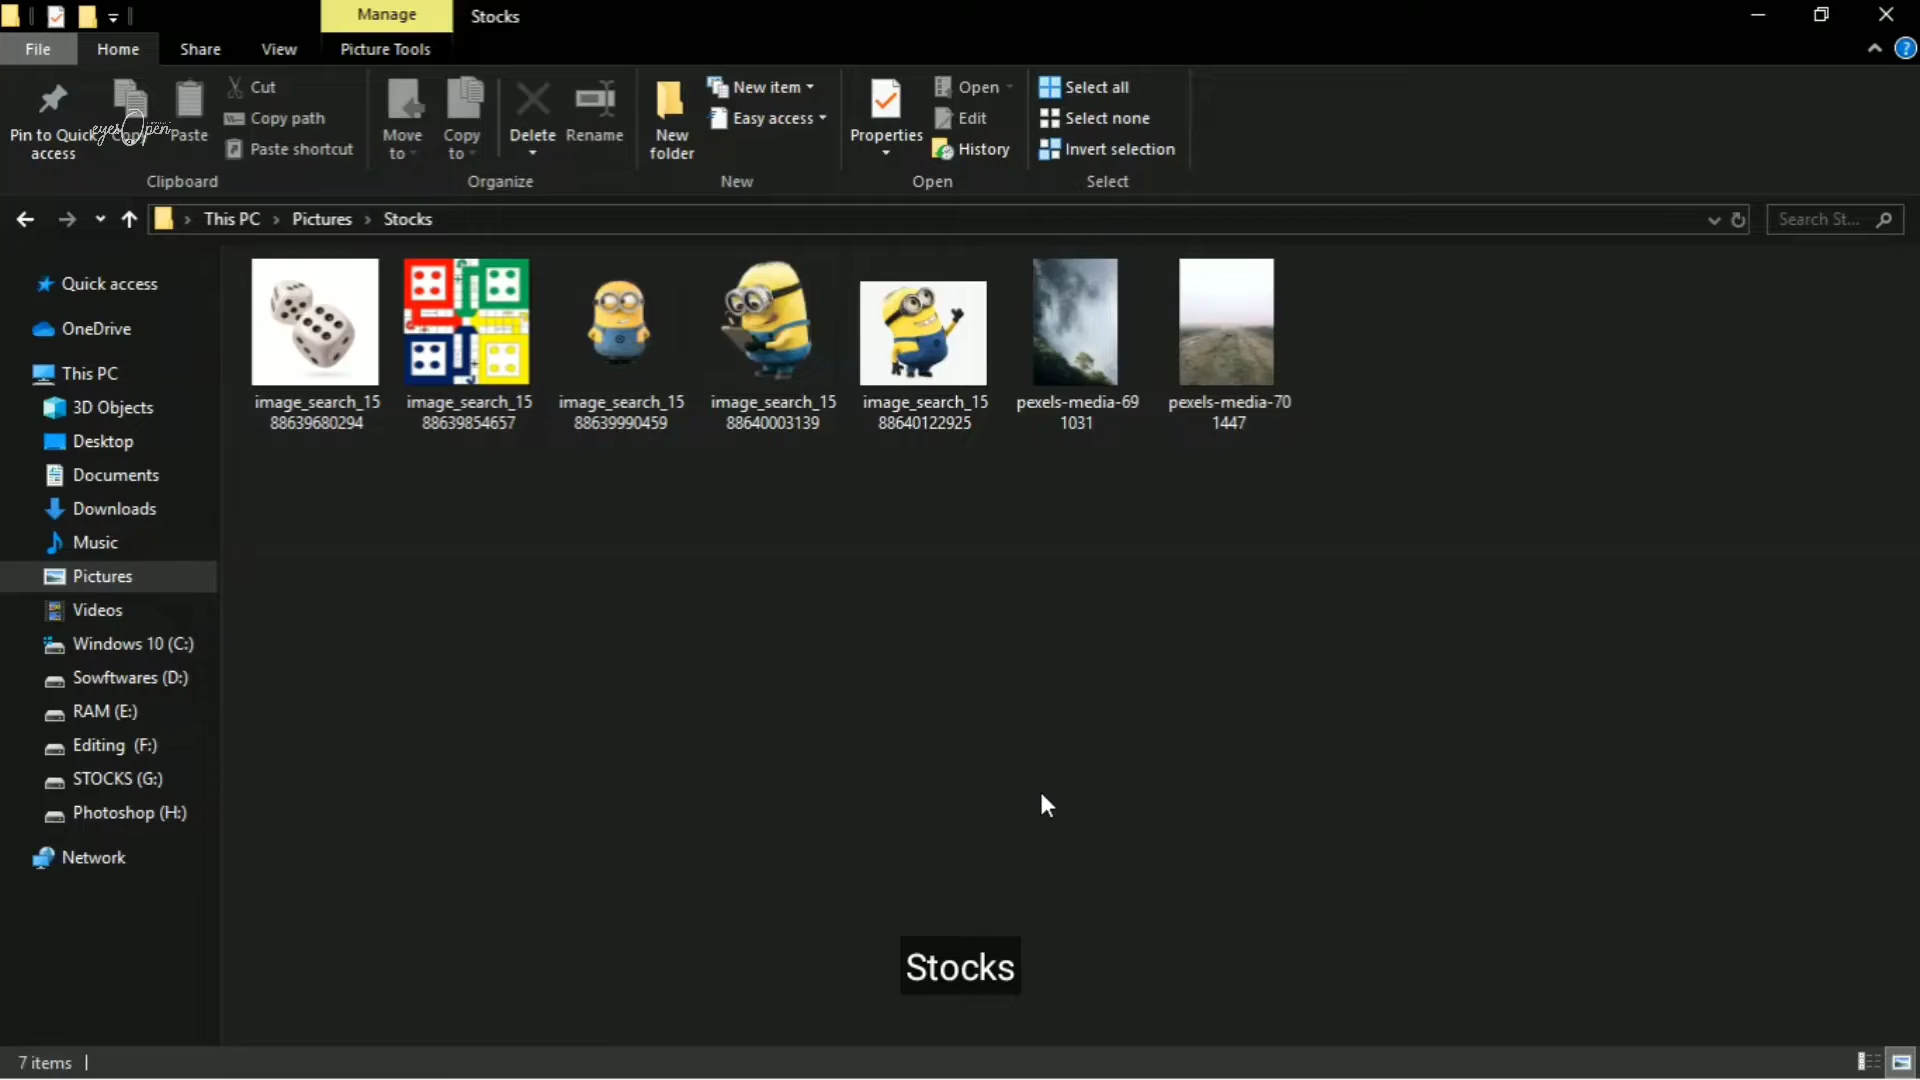 Manage
Stocks
File
Home
Share
View
Picture Tools
Pin to Quick
access
Copy
eyesOpen
Paste
Cut
Copy path
Paste shortcut
Move
to
Copy
to
Delete
Rename
New
folder
New item
Easy access
Properties
Open
Edit
History
Select all
Select none
Invert selection
Clipboard
Organize
New
Open
Select
This PC
Pictures
Stocks
Search St...
Quick access
OneDrive
This PC
3D Objects
Desktop
Documents
Downloads
Music
Pictures
Videos
Windows 10 (C:)
Sowftwares (D:)
RAM (E:)
Editing (F:)
STOCKS (G:)
Photoshop (H:)
Network
image_search_15
88639680294
image_search_15
88639854657
image_search_15
88639990459
image_search_15
88640003139
image_search_15
88640122925
pexels-media-69
1031
pexels-media-70
1447
Stocks
7 items